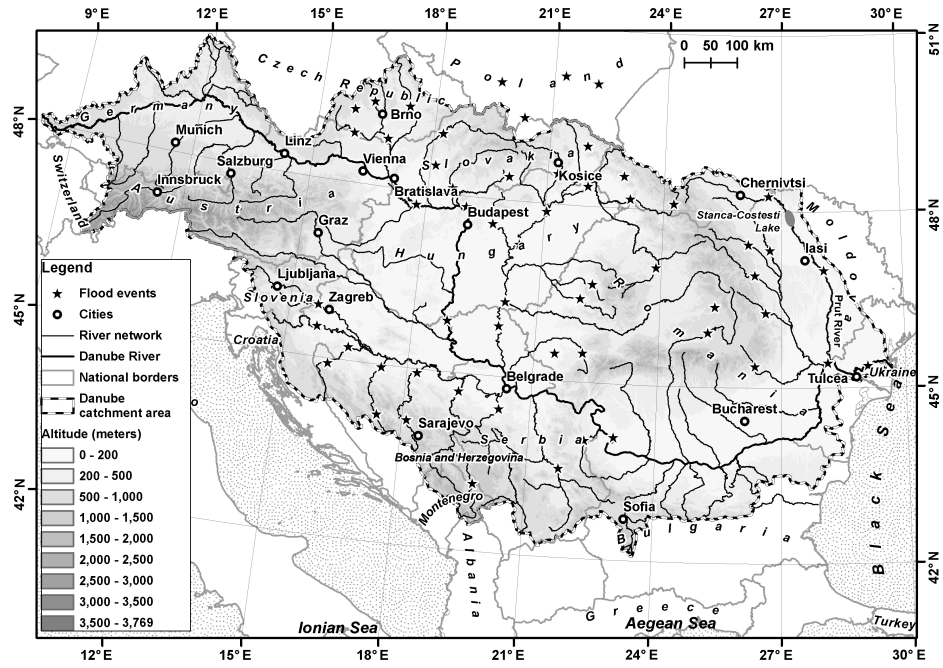 9°E 12°E 15°E 18°E 21°E 24°E 27°E 30°E
51°N
0 50 100 km
Poland
Czech Republic
Germany
Brno
48°N
48°N
Munich
Linz
Vienna
Slovakia
Kosice
Salzburg
Innsbruck
Switzerland
Austria
Bratislava
Chernivtsi
Stanca-Costesti
Lake
Moldova
Budapest
Graz
Hungary
Iasi
Legend
Flood events
Cities
River network
Danube River
National borders
Danube
catchment area
Altitude (meters)
0 - 200
200 - 500
500 - 1,000
1,000 - 1,500
1,500 - 2,000
2,000 - 2,500
2,500 - 3,000
3,000 - 3,500
3,500 - 3,769
Ljubljana
Slovenia
Zagreb
Croatia
45°N
45°N
Romania
Prut River
Ukraine
Tulcea
Belgrade
Bucharest
Sarajevo
Serbia
Bosnia and Herzegovina
Montenegro
Black Sea
42°N
42°N
Sofia
Bulgaria
Albania
Greece
Aegean Sea
Ionian Sea
Turkey
12°E 15°E 18°E 21°E 24°E 27°E